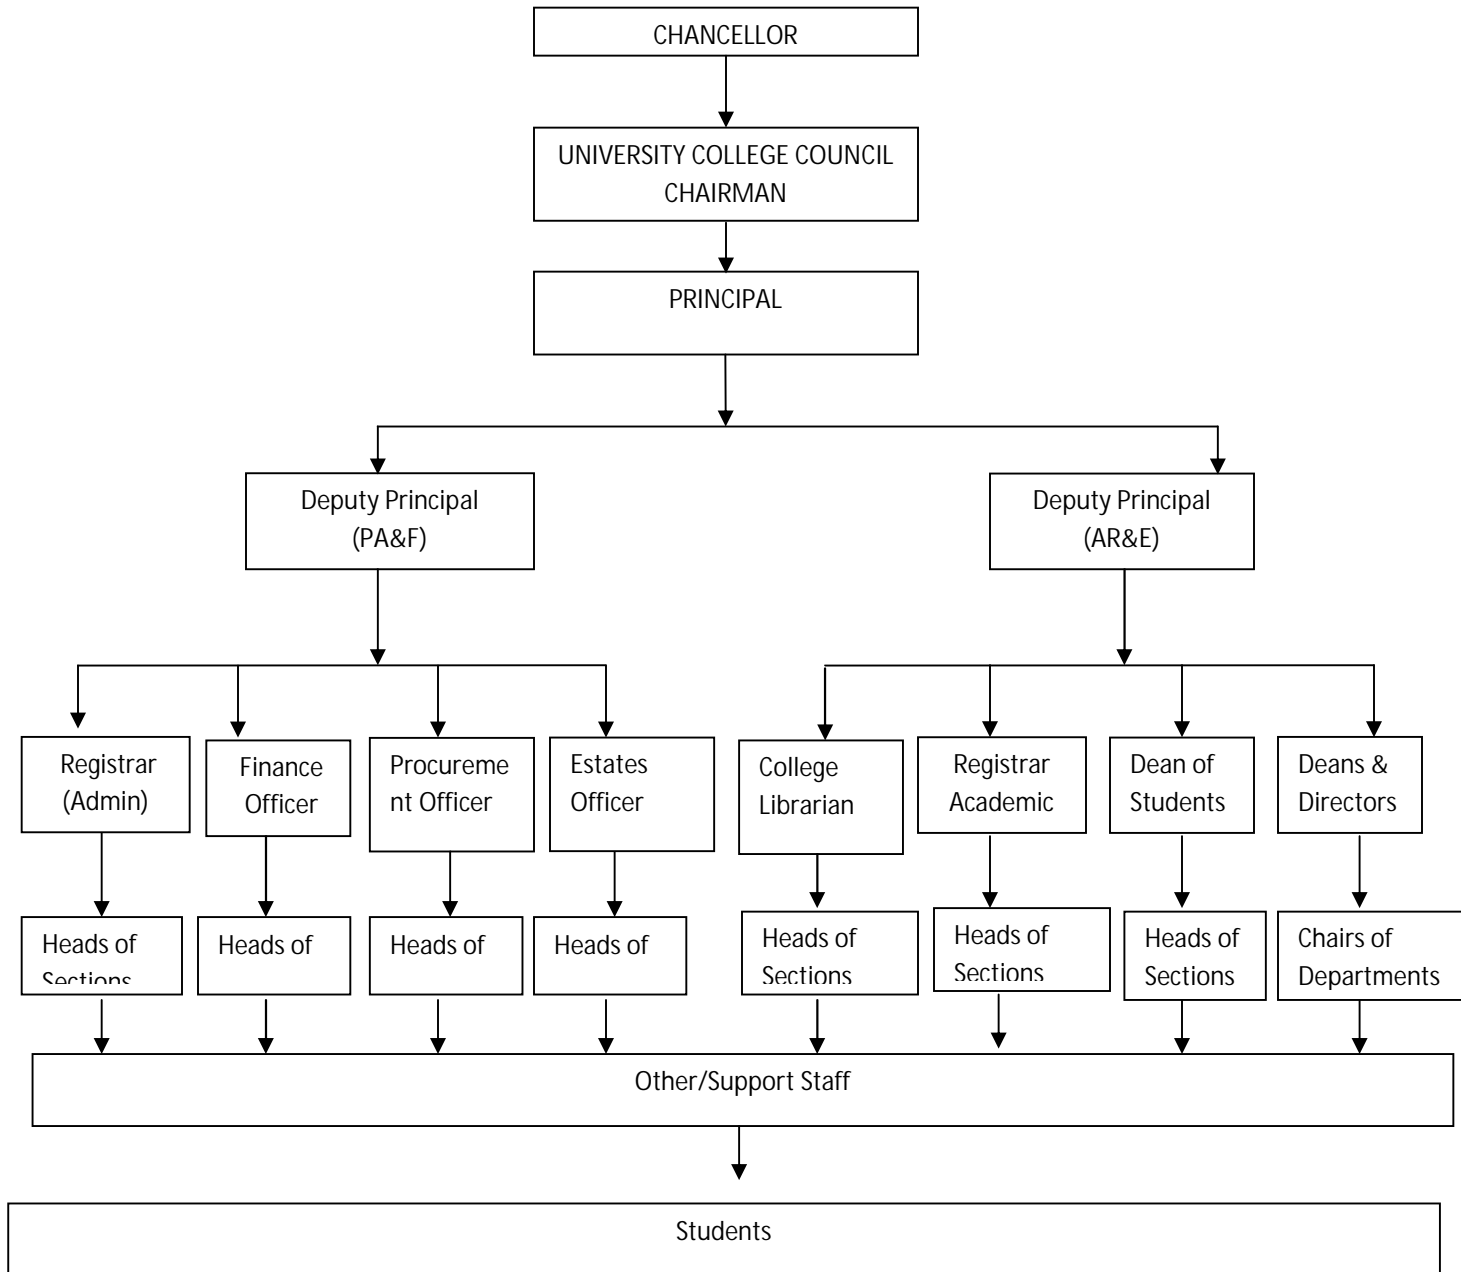 CHANCELLOR
UNIVERSITY COLLEGE COUNCIL
CHAIRMAN
PRINCIPAL
Deputy Principal
(PA&F)
Deputy Principal
(AR&E)
Registrar
(Admin)
Finance
Officer
Procureme
nt Officer
Estates
Officer
College
Librarian
Registrar
Academic
Dean of
Students
Deans &
Directors
Heads of
Sections
Heads of
Heads of
Heads of
Heads of
Sections
Heads of
Sections
Heads of
Sections
Chairs of
Departments
Other/Support Staff
Students